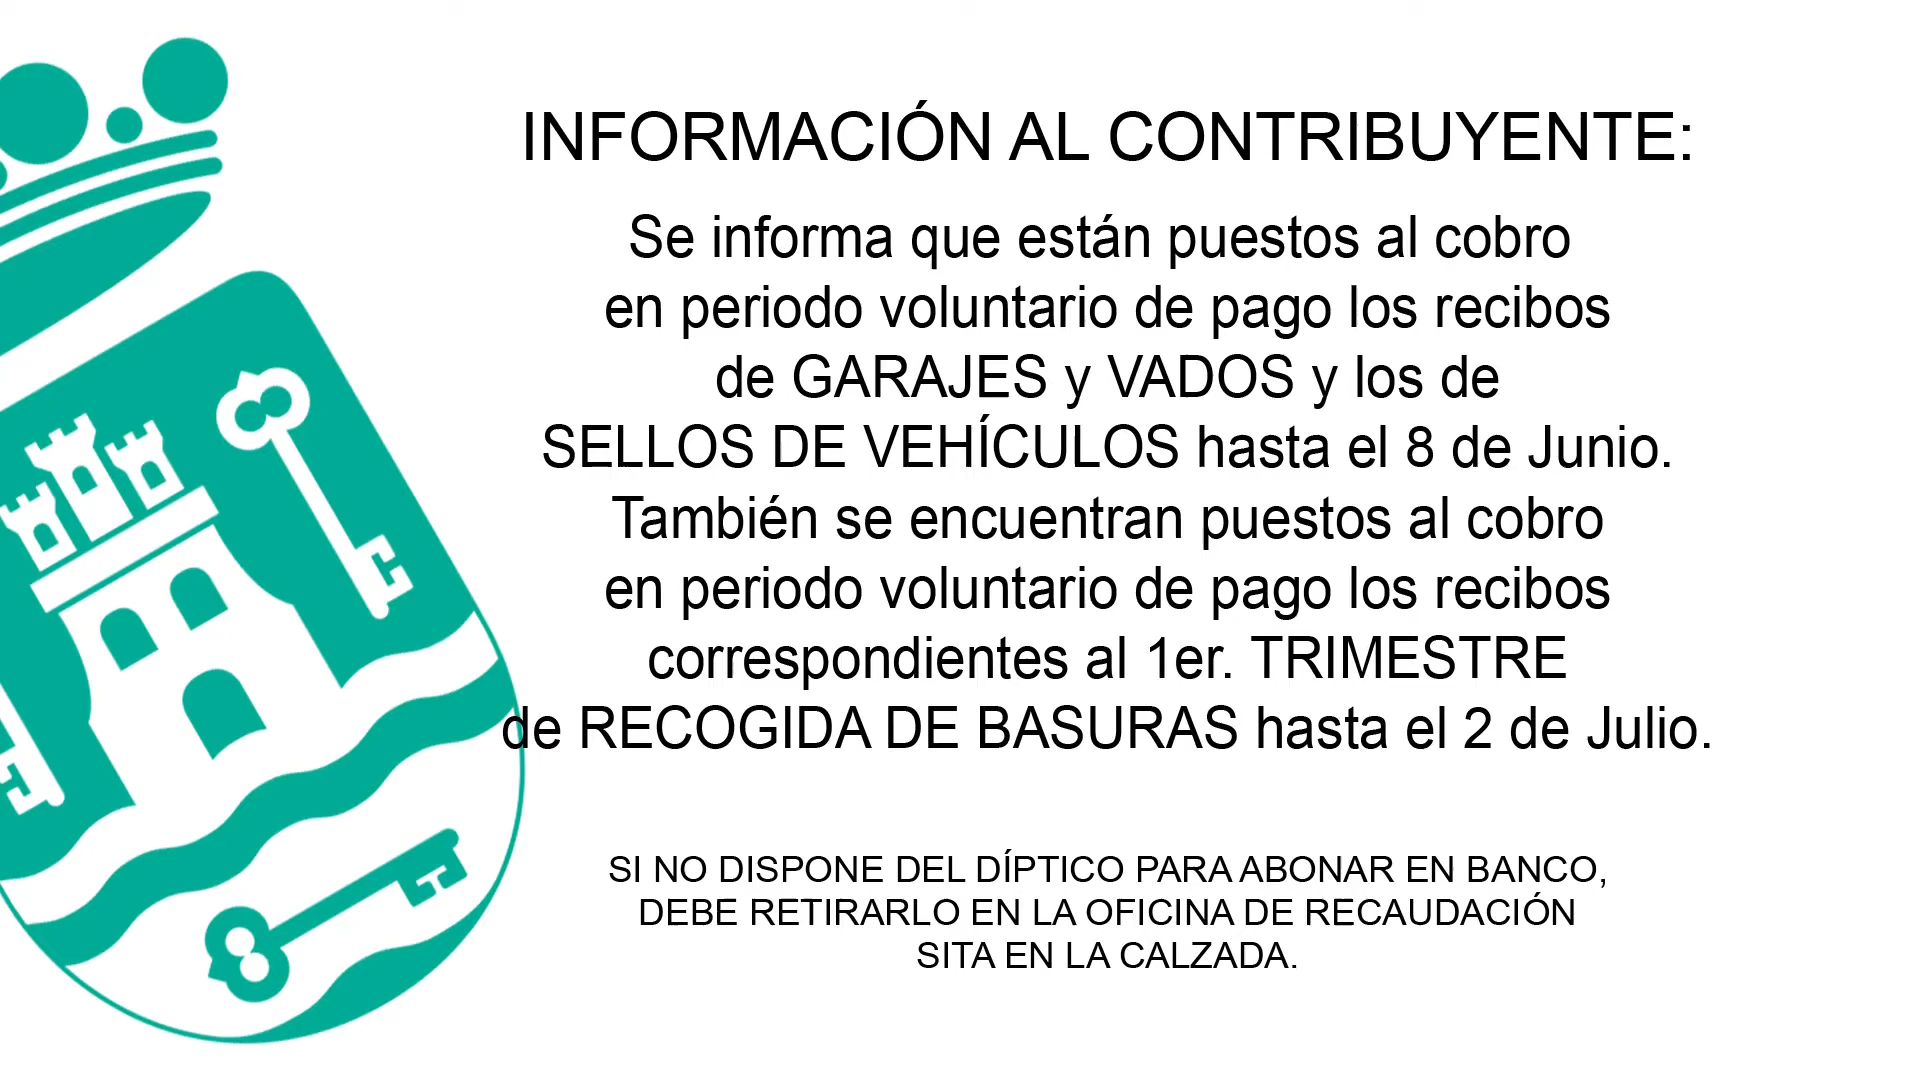 INFORMACIÓN AL CONTRIBUYENTE:
Se informa que están puestos al cobro
en periodo voluntario de pago los recibos
de GARAJES y VADOS y los de
SELLOS DE VEHÍCULOS hasta el 8 de Junio.
También se encuentran puestos al cobro
en periodo voluntario de pago los recibos
correspondientes al 1er. TRIMESTRE
de RECOGIDA DE BASURAS hasta el 2 de Julio.
SI NO DISPONE DEL DÍPTICO PARA ABONAR EN BANCO,
DEBE RETIRARLO EN LA OFICINA DE RECAUDACIÓN
SITA EN LA CALZADA.